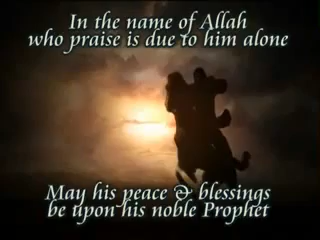 In the name of Allah
who praise is due to him alone
May his peace & blessings
be upon his noble Prophet